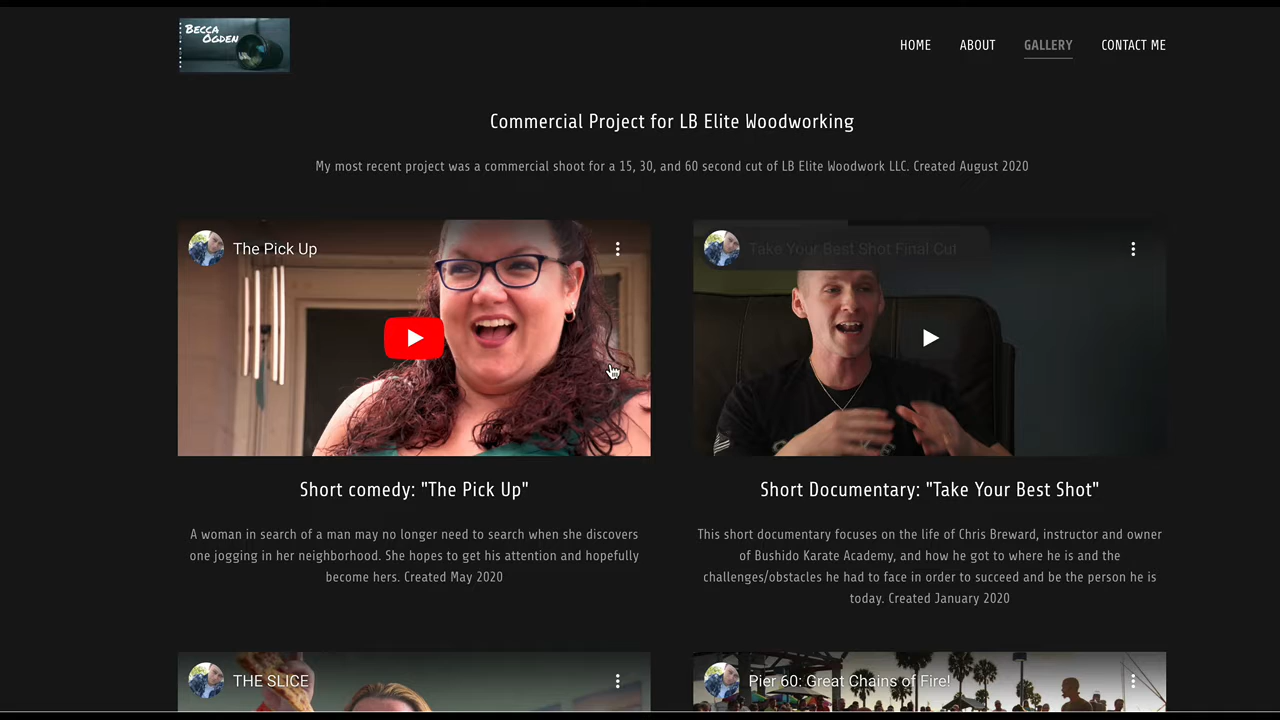 Becca
Ogden
HOME
ABOUT
GALLERY
CONTACT ME
Commercial Project for LB Elite Woodworking
My most recent project was a commercial shoot for a 15, 30, and 60 second cut of LB Elite Woodwork LLC. Created August 2020
The Pick Up
Take Your Best Shot Final Cut
Short comedy: "The Pick Up"
A woman in search of a man may no longer need to search when she discovers
one jogging in her neighborhood. She hopes to get his attention and hopefully
become hers. Created May 2020
Short Documentary: "Take Your Best Shot"
This short documentary focuses on the life of Chris Breward, instructor and owner
of Bushido Karate Academy, and how he got to where he is and the
challenges/obstacles he had to face in order to succeed and be the person he is
today. Created January 2020
THE SLICE
Pier 60: Great Chains of Fire!